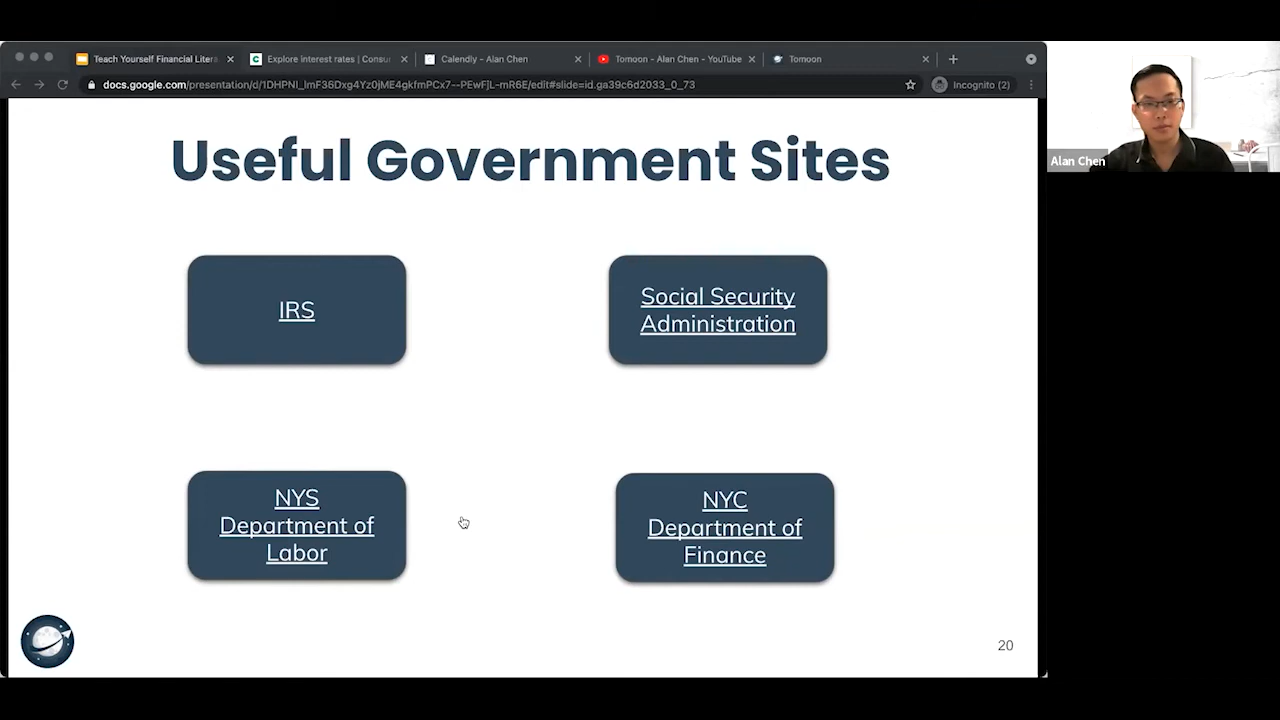 Teach Yourself Financial Litera
Explore interest rates | Consu
Calendly - Alan Chen
Tomoon - Alan Chen - YouTube
Tomoon
docs.google.com/presentation/d/1DHPNl_lmF36Dxg4Yz0jME4gkfmPCx7--PEwFjL-mR6E/edit#slide=id.ga39c6d2033_0_73
Incognito (2)
Alan Chen
Useful Government Sites
IRS
Social Security
Administration
NYS
Department of
Labor
NYC
Department of
Finance
20